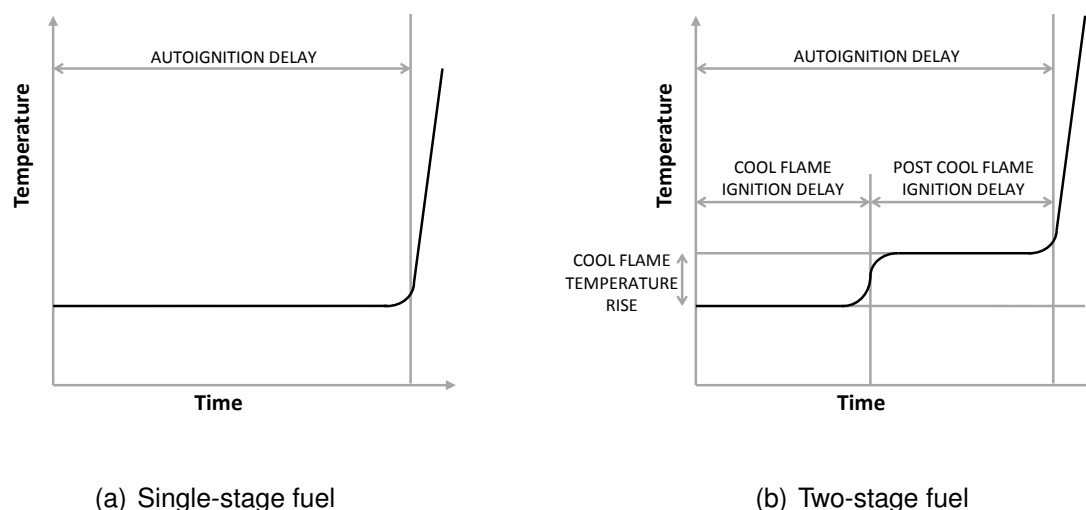 AUTOIGNITION DELAY
Temperature
Time
(a) Single-stage fuel
AUTOIGNITION DELAY
Temperature
COOL FLAME
IGNITION DELAY
POST COOL FLAME
IGNITION DELAY
COOL FLAME
TEMPERATURE
RISE
Time
(b) Two-stage fuel